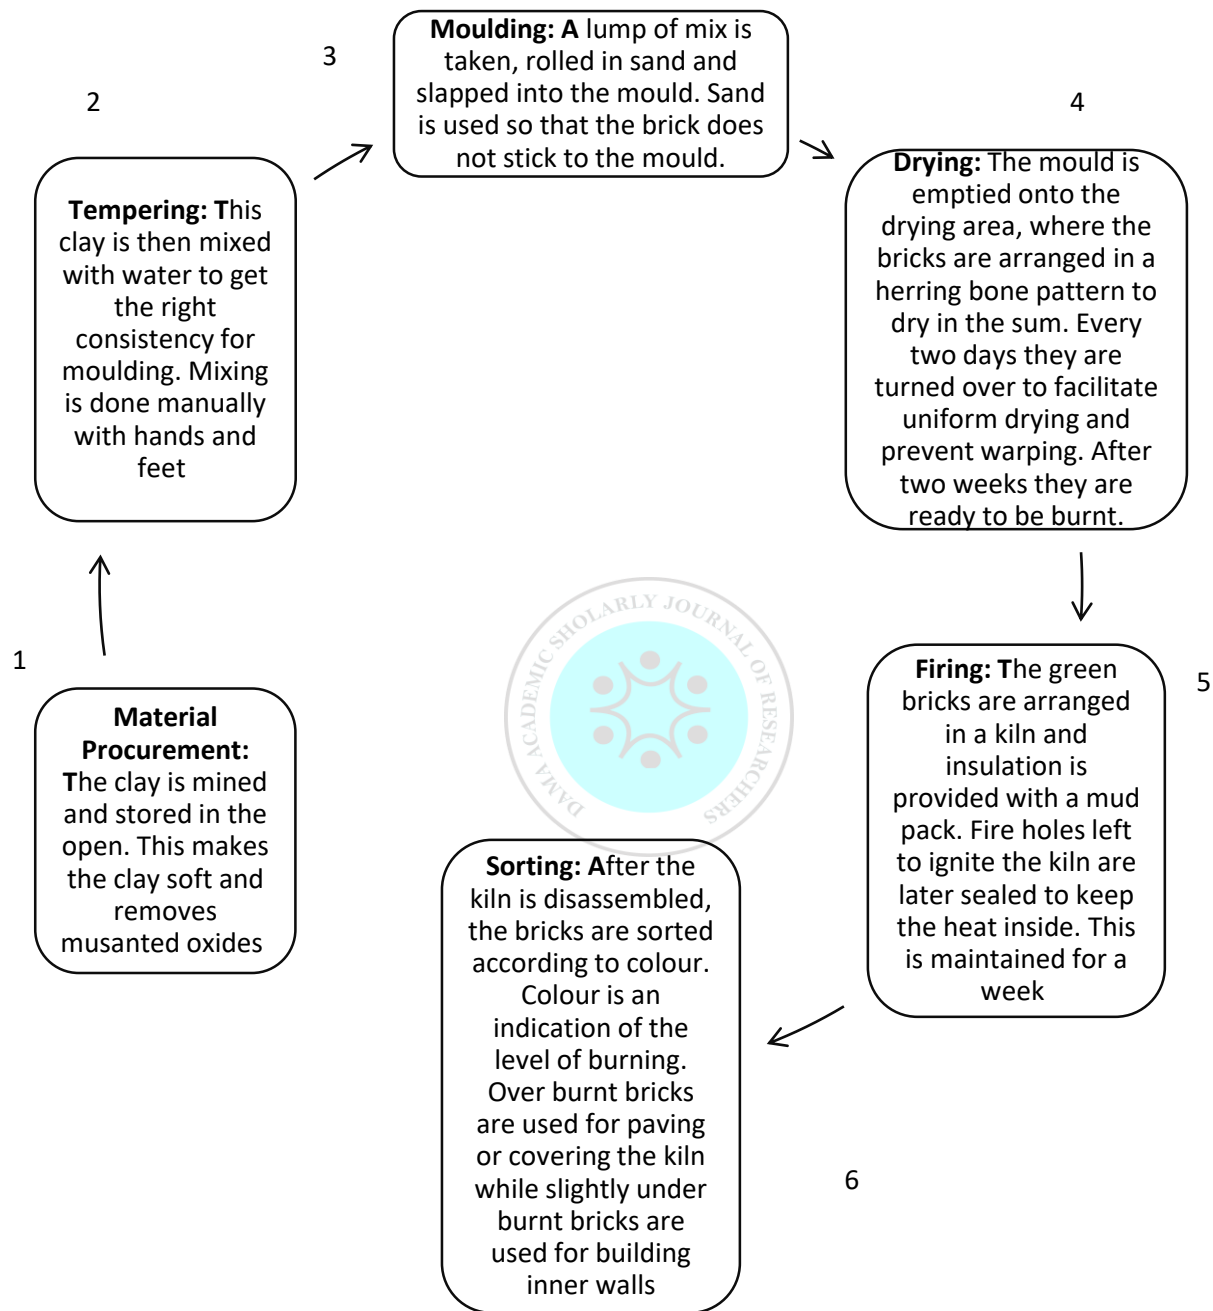 1
Material
Procurement:
The clay is mined
and stored in the
open. This makes
the clay soft and
removes
musanted oxides
2
Tempering: This
clay is then mixed
with water to get
the right
consistency for
moulding. Mixing
is done manually
with hands and
feet
3
Moulding: A lump of mix is
taken, rolled in sand and
slapped into the mould. Sand
is used so that the brick does
not stick to the mould.
4
Drying: The mould is
emptied onto the
drying area, where the
bricks are arranged in a
herring bone pattern to
dry in the sum. Every
two days they are
turned over to facilitate
uniform drying and
prevent warping. After
two weeks they are
ready to be burnt.
5
Firing: The green
bricks are arranged
in a kiln and
insulation is
provided with a mud
pack. Fire holes left
to ignite the kiln are
later sealed to keep
the heat inside. This
is maintained for a
week
6
Sorting: After the
kiln is disassembled,
the bricks are sorted
according to colour.
Colour is an
indication of the
level of burning.
Over burnt bricks
are used for paving
or covering the kiln
while slightly under
burnt bricks are
used for building
inner walls
DAMA ACADEMIC SHOLARLY JOURNAL OF RESEARCHERS